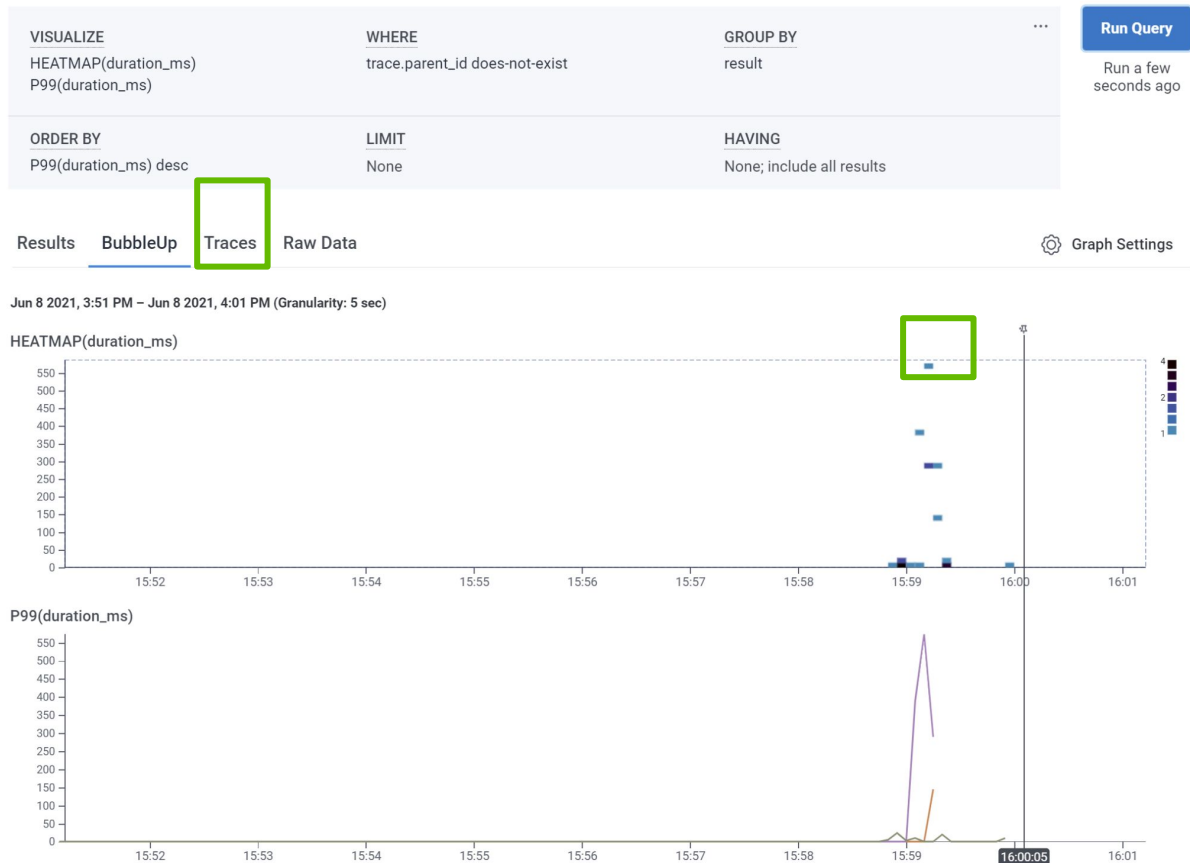 VISUALIZE
HEATMAP(duration_ms)
P99(duration_ms)
WHERE
trace.parent_id does-not-exist
GROUP BY
result
...
Run Query
Run a few
seconds ago
ORDER BY
P99(duration_ms) desc
LIMIT
None
HAVING
None; include all results
Results BubbleUp Traces Raw Data
Graph Settings
Jun 8 2021, 3:51 PM – Jun 8 2021, 4:01 PM (Granularity: 5 sec)
HEATMAP(duration_ms)
550
500
450
400
350
300
250
200
150
100
50
0
15:52 15:53 15:54 15:55 15:56 15:57 15:58 15:59 16:00 16:01
4
2
1
P99(duration_ms)
550
500
450
400
350
300
250
200
150
100
50
0
15:52 15:53 15:54 15:55 15:56 15:57 15:58 15:59 16:00:05 16:01